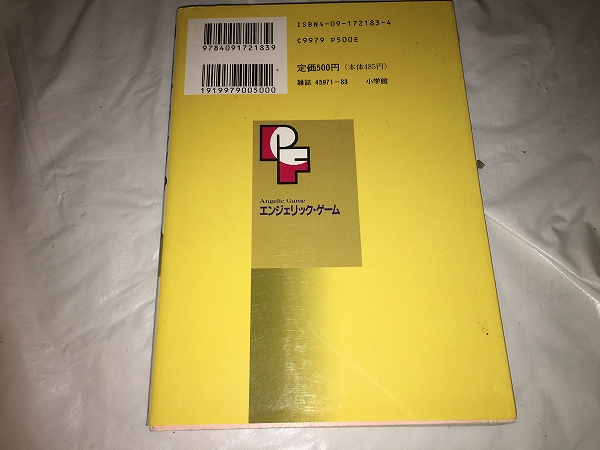 ISBN4-09-172183-4
C9979 P500E
9784091721839
定価500円(本体485円)
雑誌 45971-83 小学館
1919979005000
PF
Angelic Game
エンジェリック・ゲーム